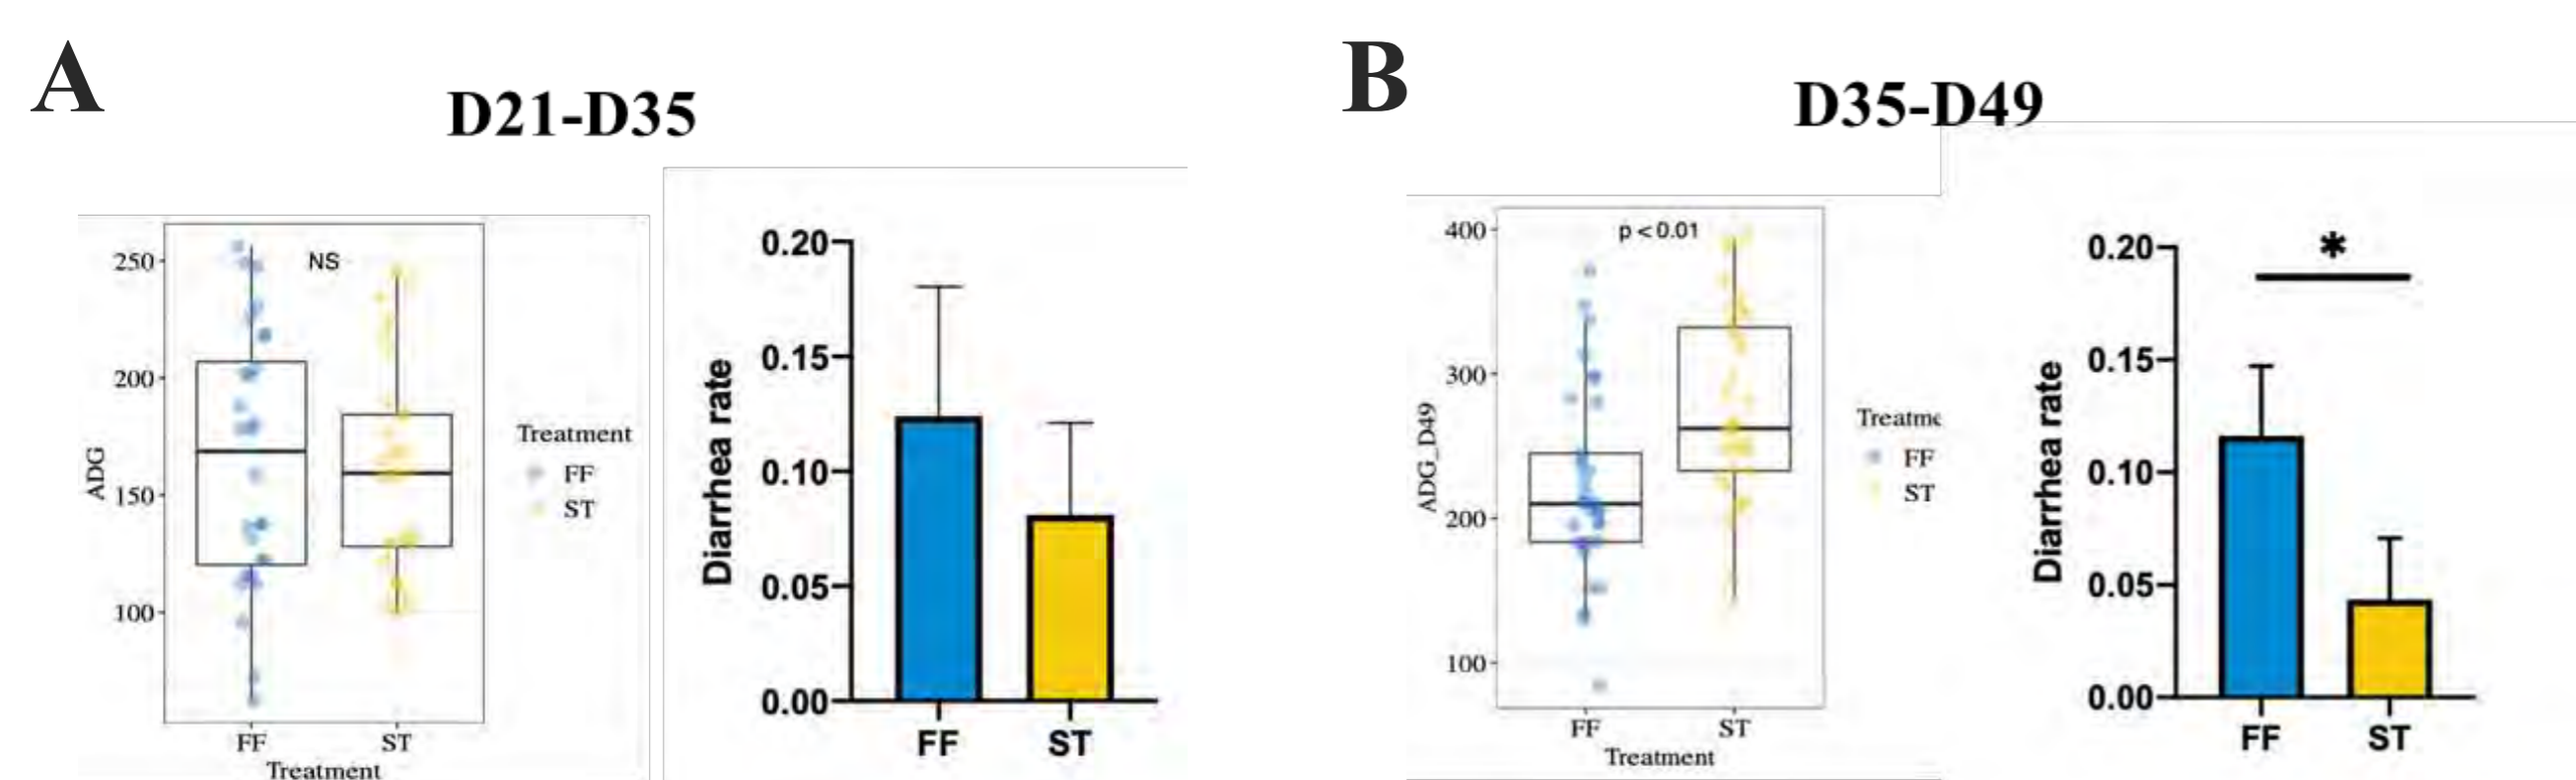 A
D21-D35
NS
250
200
150
100
ADG
FF
ST
Treatment
Treatment
FF
ST
0.20
0.15
0.10
0.05
0.00
Diarrhea rate
FF
ST
B
D35-D49
p < 0.01
400
300
200
100
ADG_D49
FF
ST
Treatment
Treatme
FF
ST
*
0.20
0.15
0.10
0.05
0.00
Diarrhea rate
FF
ST